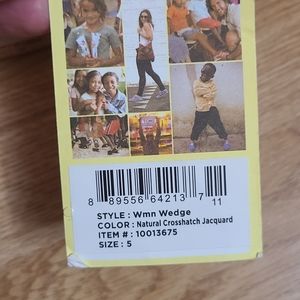 8 89556 64213 7 11
STYLE : Wmn Wedge
COLOR : Natural Crosshatch Jacquard
ITEM # : 10013675
SIZE : 5